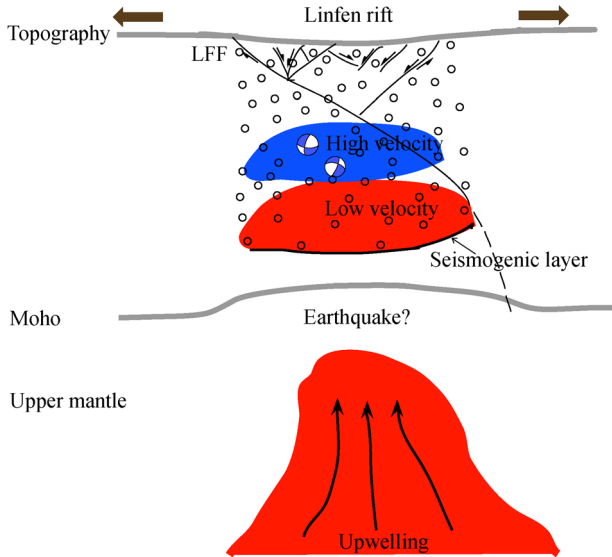 Linfen rift
Topography
LFF
High velocity
Low velocity
Seismogenic layer
Moho
Earthquake?
Upper mantle
Upwelling